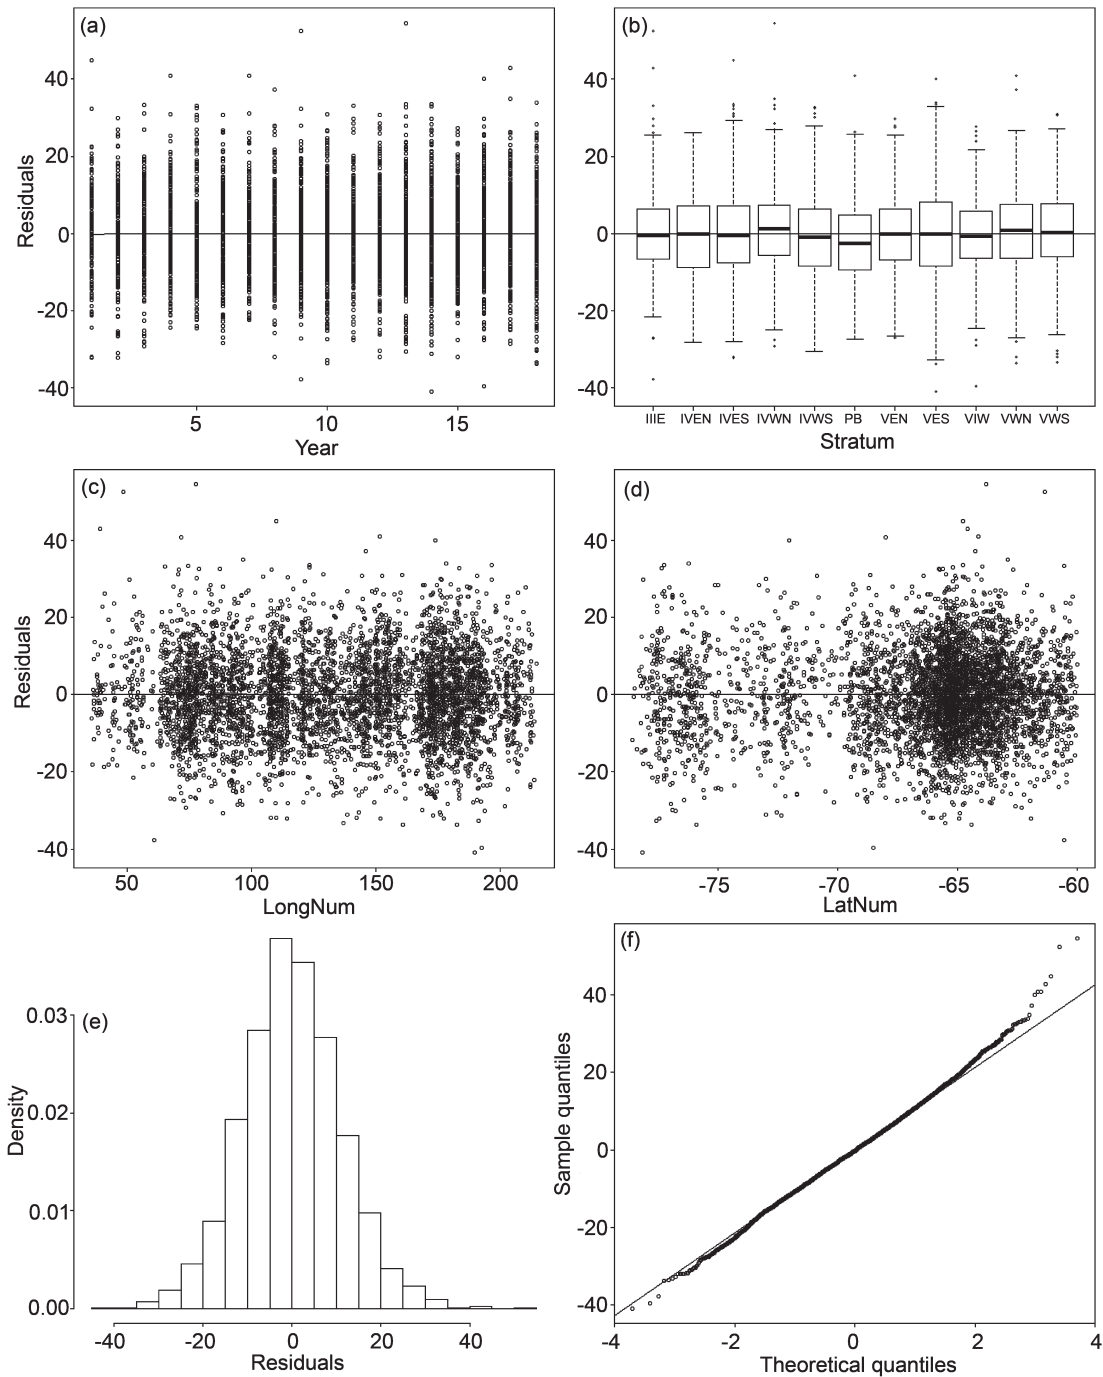 (a)
Residuals
40
20
0
-20
-40
5
10
15
Year
(b)
40
20
0
-20
-40
IIIE IVEN IVES IVWN IVWS PB VEN VES VIW VWN VWS
Stratum
(c)
Residuals
40
20
0
-20
-40
50
100
150
200
LongNum
(d)
40
20
0
-20
-40
-75
-70
-65
-60
LatNum
(e)
Density
0.03
0.02
0.01
0.00
-40
-20
0
20
40
Residuals
(f)
Sample quantiles
40
20
0
-20
-40
-4
-2
0
2
4
Theoretical quantiles